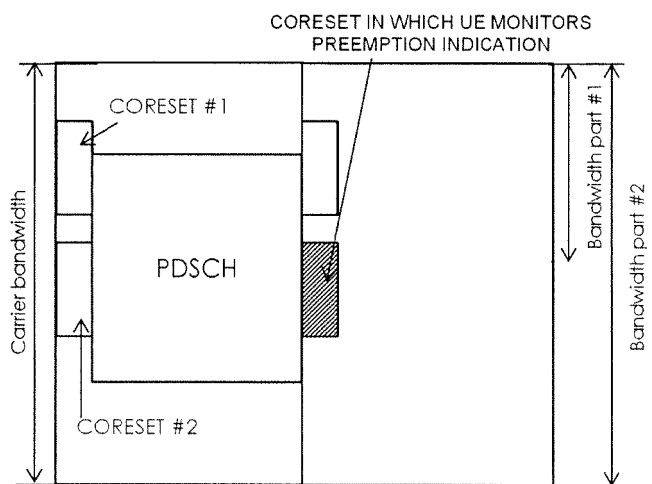 CORESET IN WHICH UE MONITORS
PREEMPTION INDICATION
CORESET #1
Carrier bandwidth
PDSCH
Bandwidth part #1
Bandwidth part #2
CORESET #2